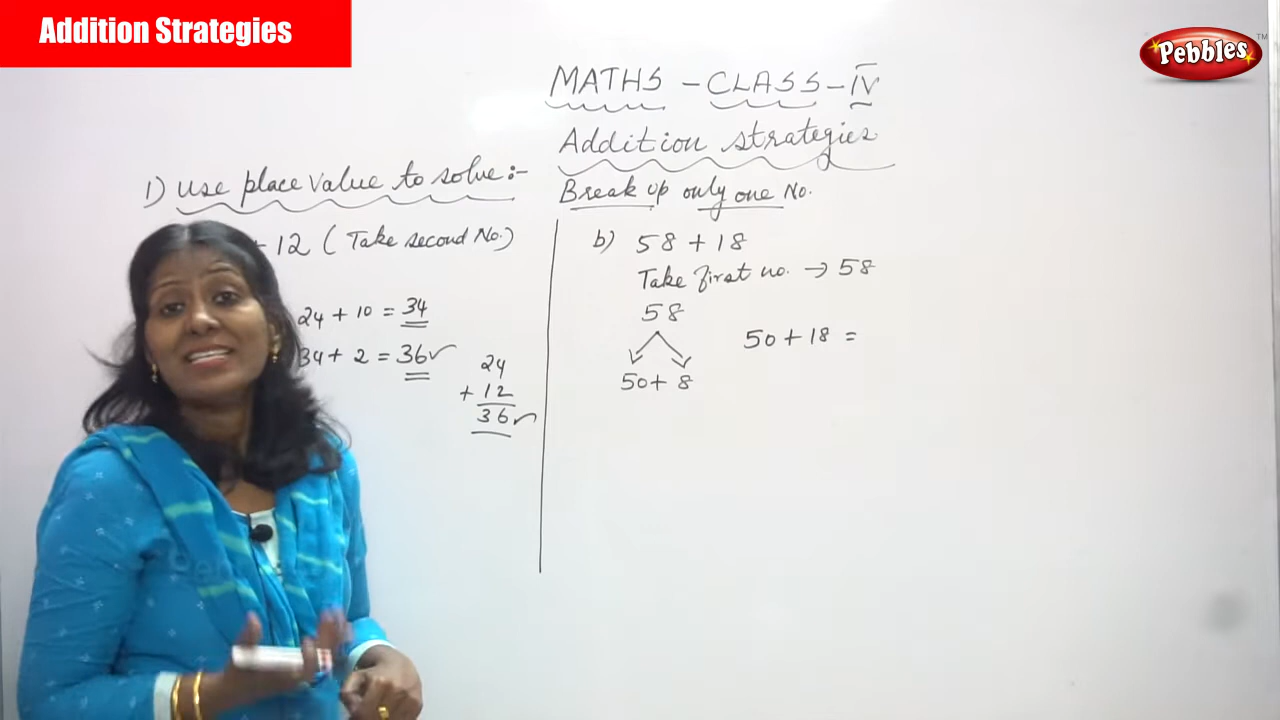 Addition Strategies
Pebbles TM
MATHS - CLASS - IV
Addition strategies
1) Use place value to solve:-
+ 12 (Take second No.)
24 + 10 = 34
34 + 2 = 36 ✓
24
+ 12
36 ✓
Break up only one No.
b) 58 + 18
Take first no. → 58
58
50 + 8
50 + 18 =